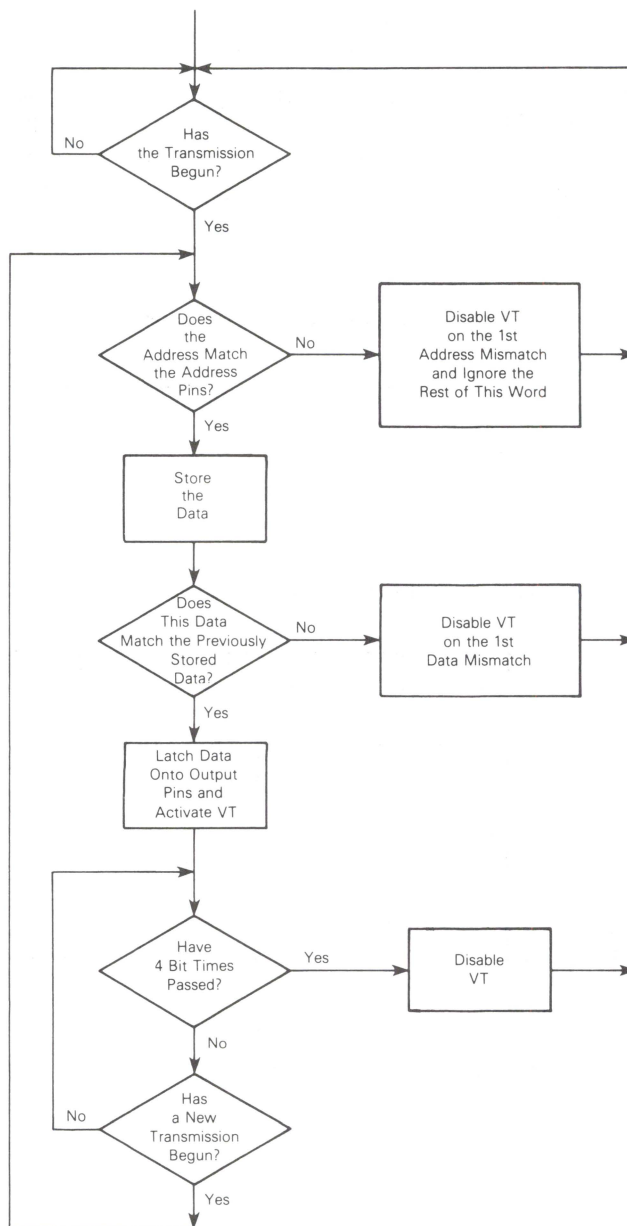 Has
the Transmission
Begun?
No
Yes
Does
the
Address Match
the Address
Pins?
No
Disable VT
on the 1st
Address Mismatch
and Ignore the
Rest of This Word
Yes
Store
the
Data
Does
This Data
Match the Previously
Stored
Data?
No
Disable VT
on the 1st
Data Mismatch
Yes
Latch Data
Onto Output
Pins and
Activate VT
Have
4 Bit Times
Passed?
Yes
Disable
VT
No
Has
a New
Transmission
Begun?
No
Yes